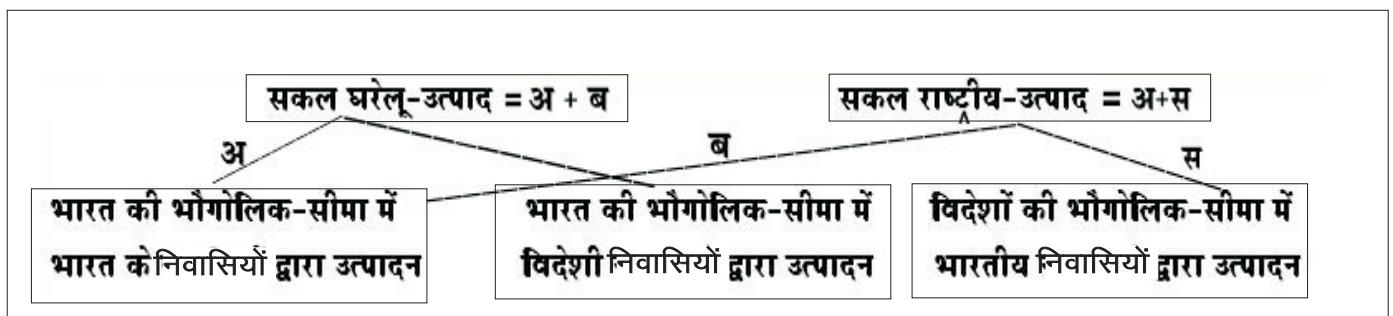 सकल घरेलू-उत्पाद = अ + ब
सकल राष्ट्रीय-उत्पाद = अ+स
अ
ब
स
भारत की भौगोलिक-सीमा में
भारत के निवासियों द्वारा उत्पादन
भारत की भौगोलिक-सीमा में
विदेशी निवासियों द्वारा उत्पादन
विदेशों की भौगोलिक-सीमा में
भारतीय निवासियों द्वारा उत्पादन